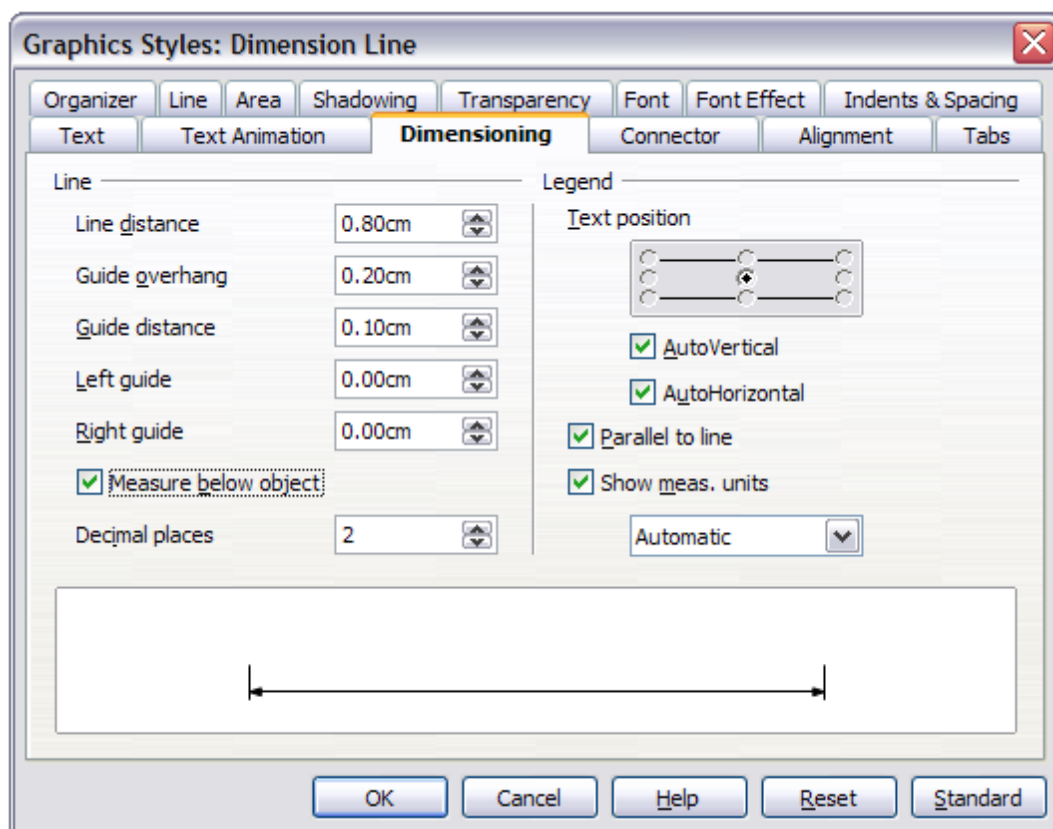 Graphics Styles: Dimension Line
Organizer Line Area Shadowing Transparency Font Font Effect Indents & Spacing
Text Text Animation Dimensioning Connector Alignment Tabs
Line
Line distance 0.80cm
Guide overhang 0.20cm
Guide distance 0.10cm
Left guide 0.00cm
Right guide 0.00cm
Measure below object
Decimal places 2
Legend
Text position
AutoVertical
AutoHorizontal
Parallel to line
Show meas. units
Automatic
OK Cancel Help Reset Standard